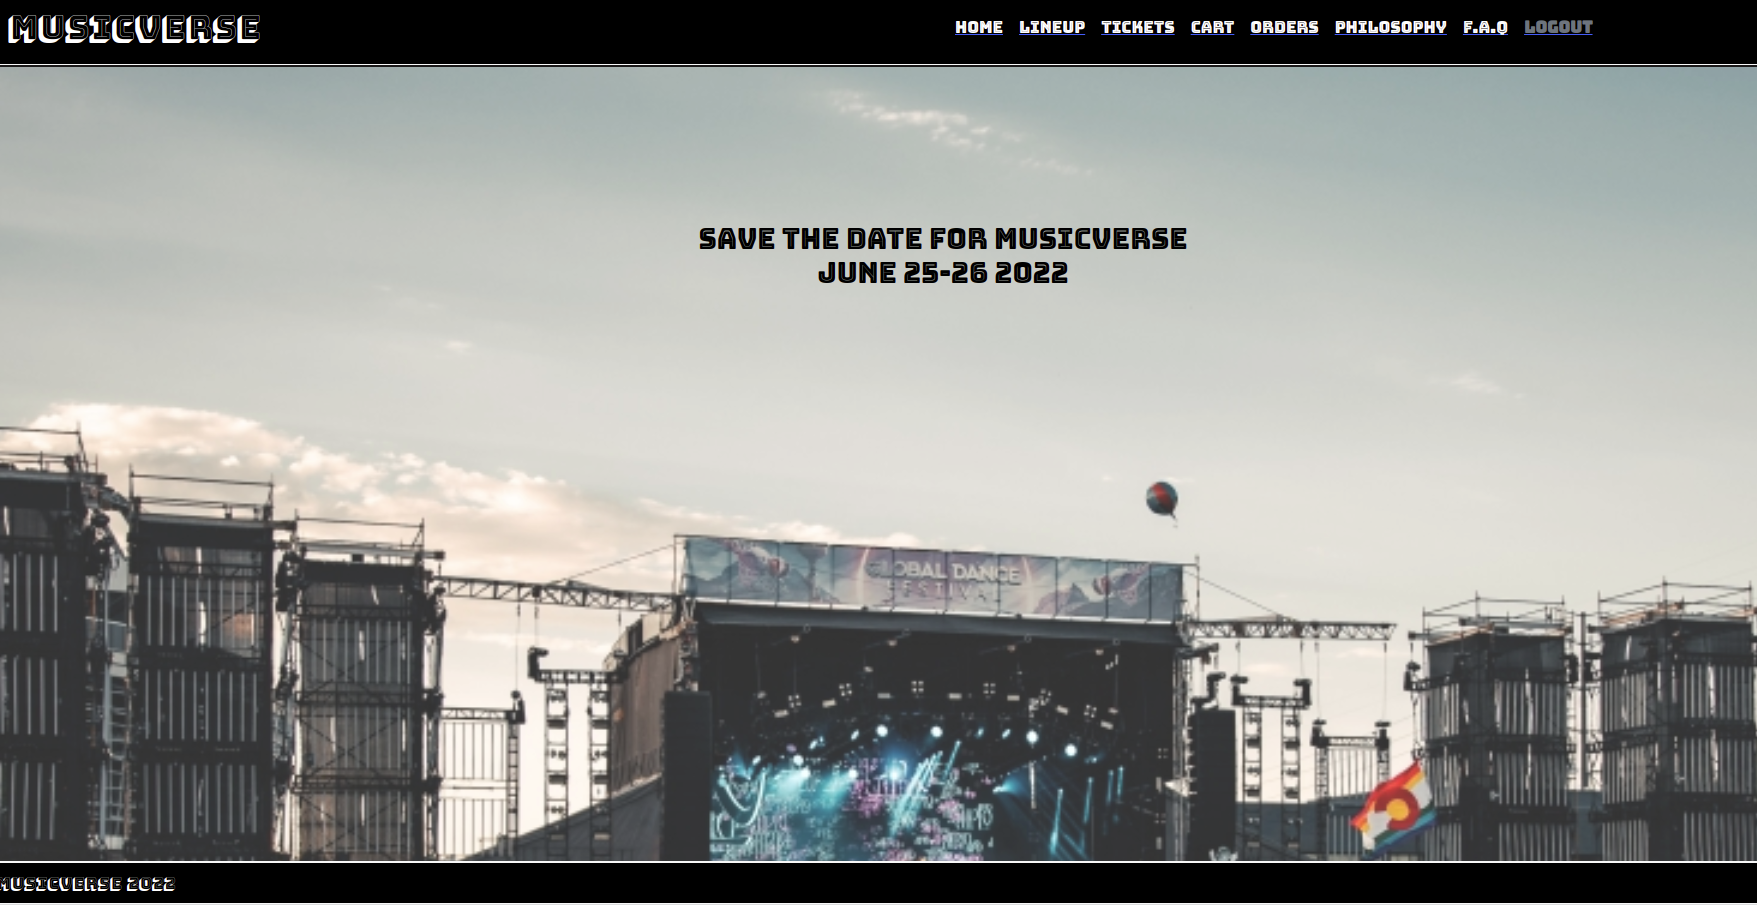 MUSICVERSE
HOME LINEUP TICKETS CART ORDERS PHILOSOPHY F.A.Q LOGOUT
SAVE THE DATE FOR MUSICVERSE
JUNE 25-26 2022
GLOBAL DANCE
FESTIVAL
MUSICVERSE 2022